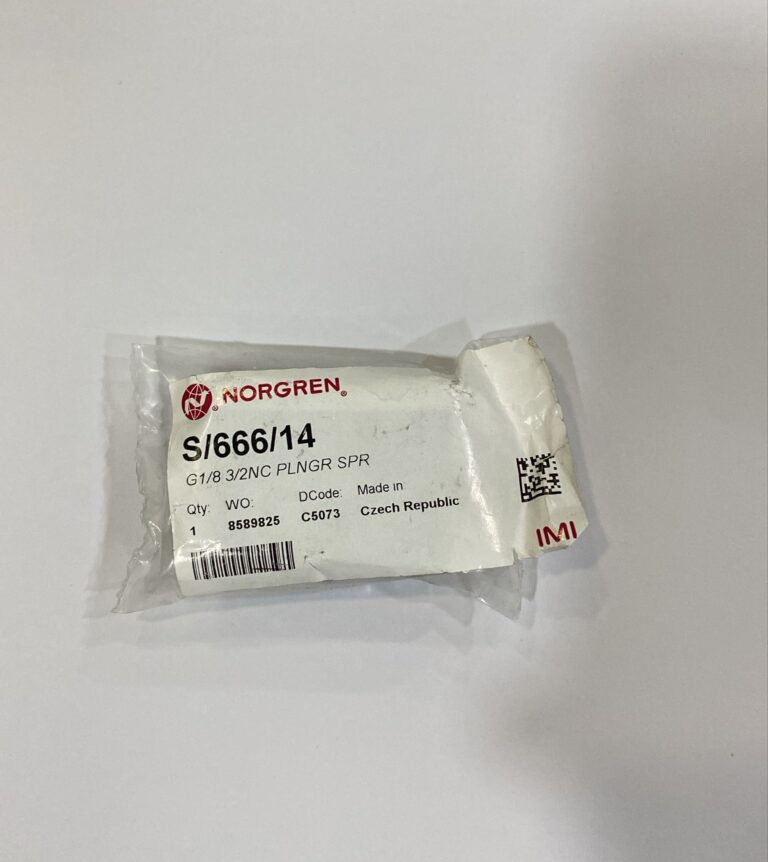 NORGREN®
S/666/14
G1/8 3/2NC PLNGR SPR
Qty: WO: DCode: Made in
1 8589825 C5073 Czech Republic
IMI